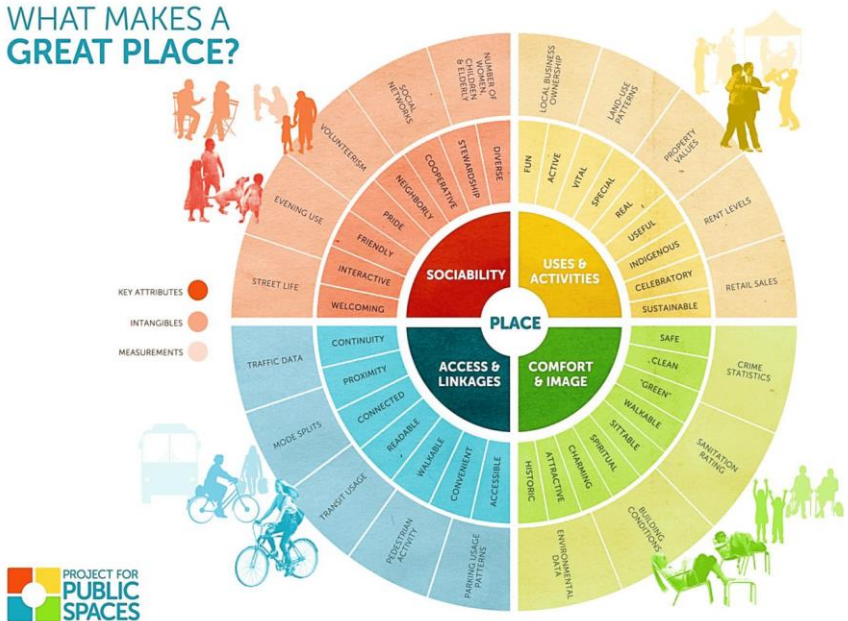 WHAT MAKES A
GREAT PLACE?
NUMBER OF
WOMEN,
CHILDREN
& ELDERLY
SOCIAL
NETWORKS
VOLUNTEERISM
EVENING USE
STREET LIFE
LOCAL BUSINESS
OWNERSHIP
LAND-USE
PATTERNS
PROPERTY
VALUES
RENT LEVELS
RETAIL SALES
DIVERSE
STEWARDSHIP
COOPERATIVE
NEIGHBORLY
PRIDE
FRIENDLY
INTERACTIVE
WELCOMING
FUN
ACTIVE
VITAL
SPECIAL
REAL
USEFUL
INDIGENOUS
CELEBRATORY
SUSTAINABLE
SOCIABILITY
USES &
ACTIVITIES
PLACE
ACCESS &
LINKAGES
COMFORT
& IMAGE
KEY ATTRIBUTES
INTANGIBLES
MEASUREMENTS
CONTINUITY
PROXIMITY
CONNECTED
READABLE
WALKABLE
CONVENIENT
ACCESSIBLE
SAFE
CLEAN
"GREEN"
WALKABLE
SITTABLE
SPIRITUAL
CHARMING
ATTRACTIVE
HISTORIC
TRAFFIC DATA
MODE SPLITS
TRANSIT USAGE
PEDESTRIAN
ACTIVITY
PARKING USAGE
PATTERNS
CRIME
STATISTICS
SANITATION
RATING
BUILDING
CONDITIONS
ENVIRONMENTAL
DATA
PROJECT FOR
PUBLIC
SPACES